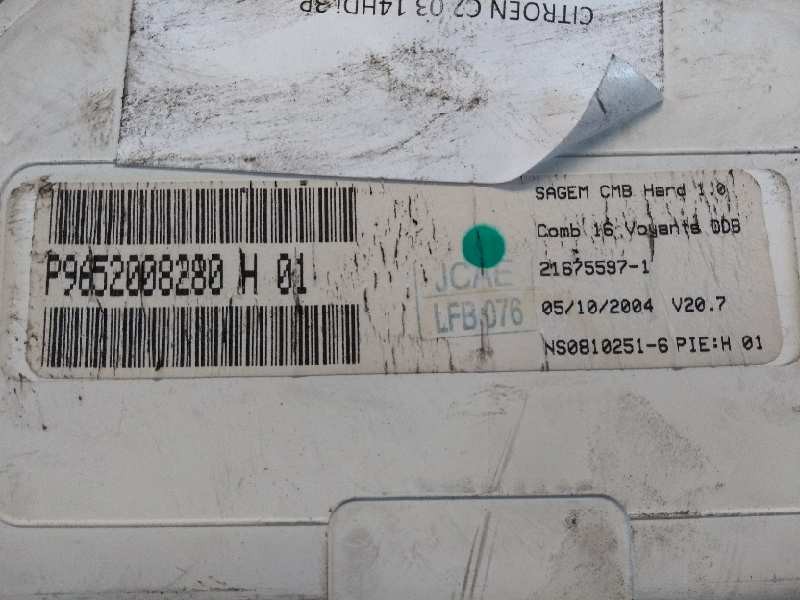 CITROEN C2 03 14HDi 3P
P9652008280 H 01
JCAE
LFB 076
SAGEM CMB Hard 1.0
Comb 16 Voyants DDB
21675597-1
05/10/2004 V20.7
NS0810251-6 PIE:H 01